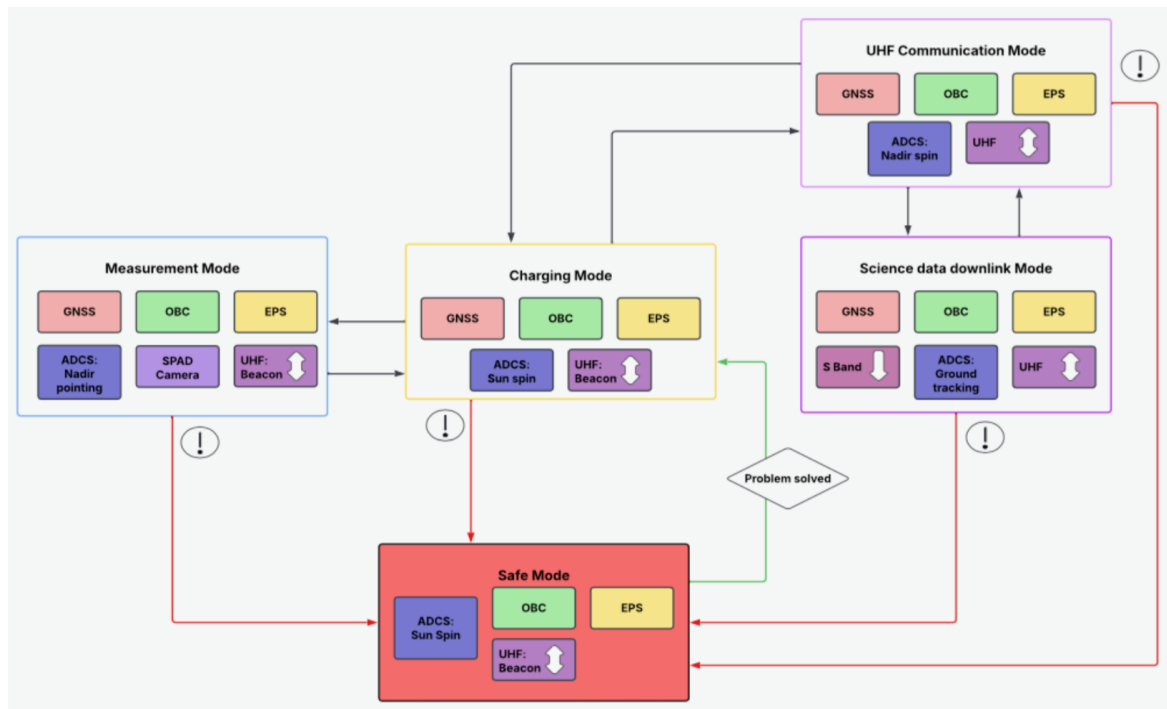 UHF Communication Mode
GNSS
OBC
EPS
ADCS:
Nadir spin
UHF
!
Measurement Mode
GNSS
OBC
EPS
ADCS:
Nadir
pointing
SPAD
Camera
UHF:
Beacon
!
Charging Mode
GNSS
OBC
EPS
ADCS:
Sun spin
UHF:
Beacon
!
Science data downlink Mode
GNSS
OBC
EPS
S Band
ADCS:
Ground
tracking
UHF
!
Problem solved
Safe Mode
ADCS:
Sun Spin
OBC
EPS
UHF:
Beacon